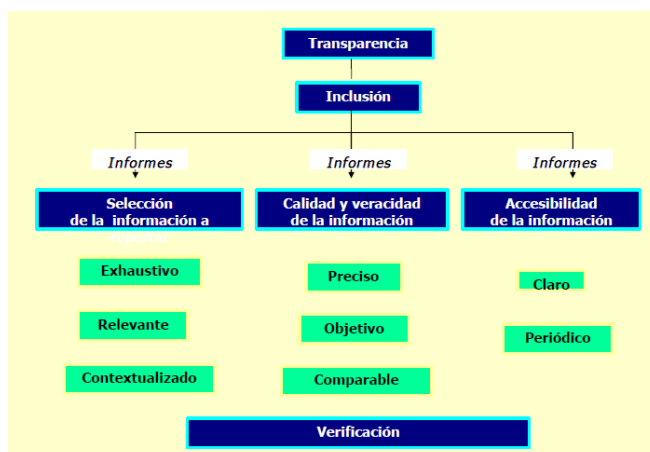 Transparencia
Inclusión
Informes
Informes
Informes
Selección
de la información a
Calidad y veracidad
de la información
Accesibilidad
de la información
Exhaustivo
Preciso
Claro
Relevante
Objetivo
Periódico
Contextualizado
Comparable
Verificación